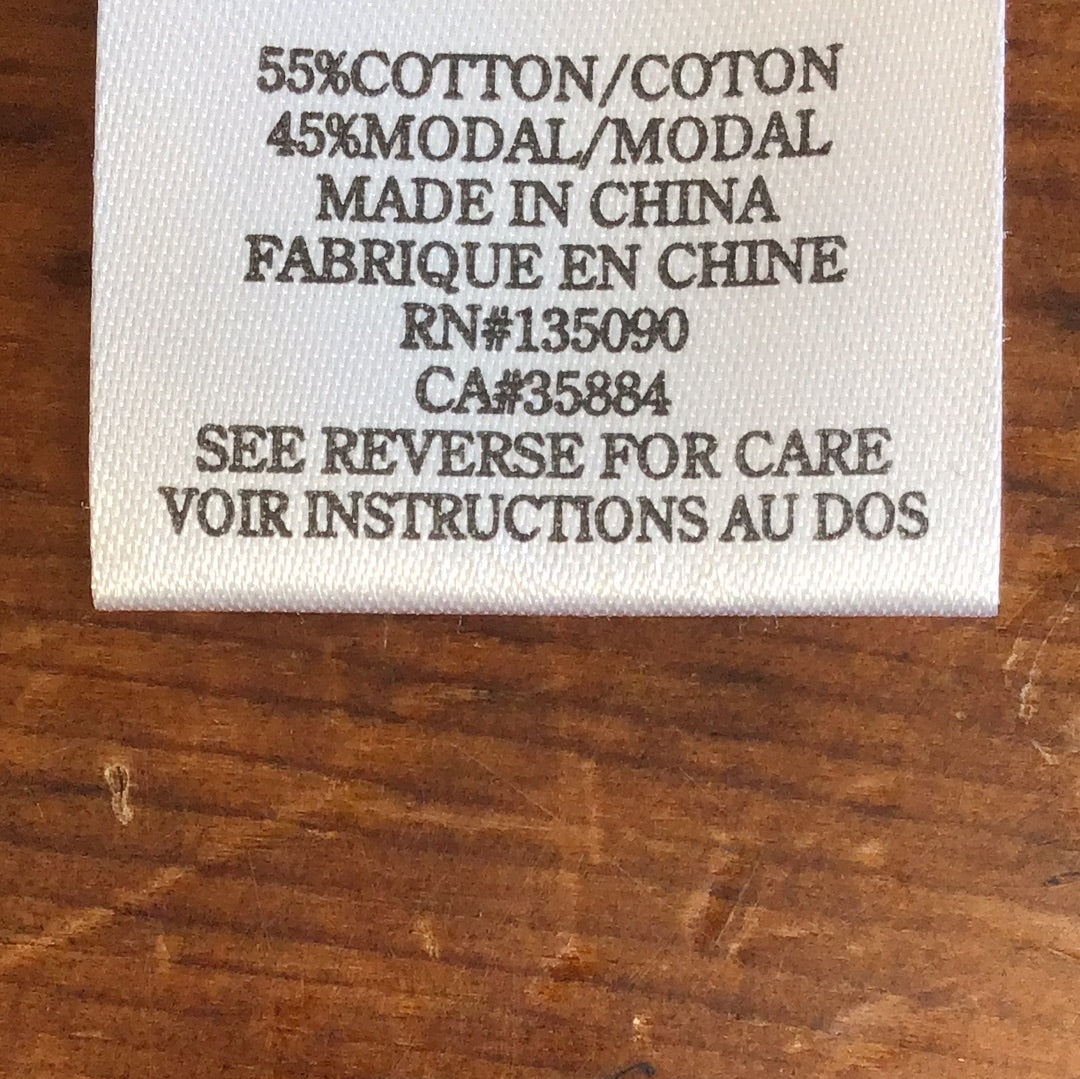 55%COTTON/COTON
45%MODAL/MODAL
MADE IN CHINA
FABRIQUE EN CHINE
RN#135090
CA#35884
SEE REVERSE FOR CARE
VOIR INSTRUCTIONS AU DOS